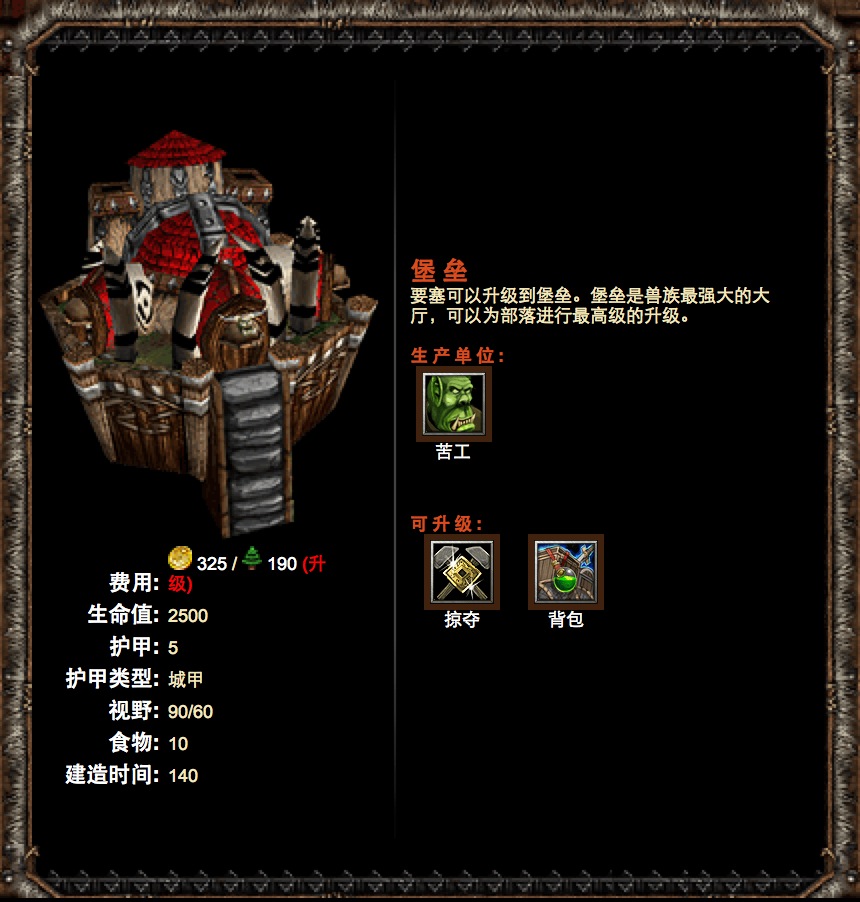 堡垒
要塞可以升级到堡垒。堡垒是兽族最强大的大
厅，可以为部落进行最高级的升级。
生产单位：
苦工
可升级：
掠夺 背包
325 / 190 (升
费用: 级)
生命值: 2500
护甲: 5
护甲类型: 城甲
视野: 90/60
食物: 10
建造时间: 140